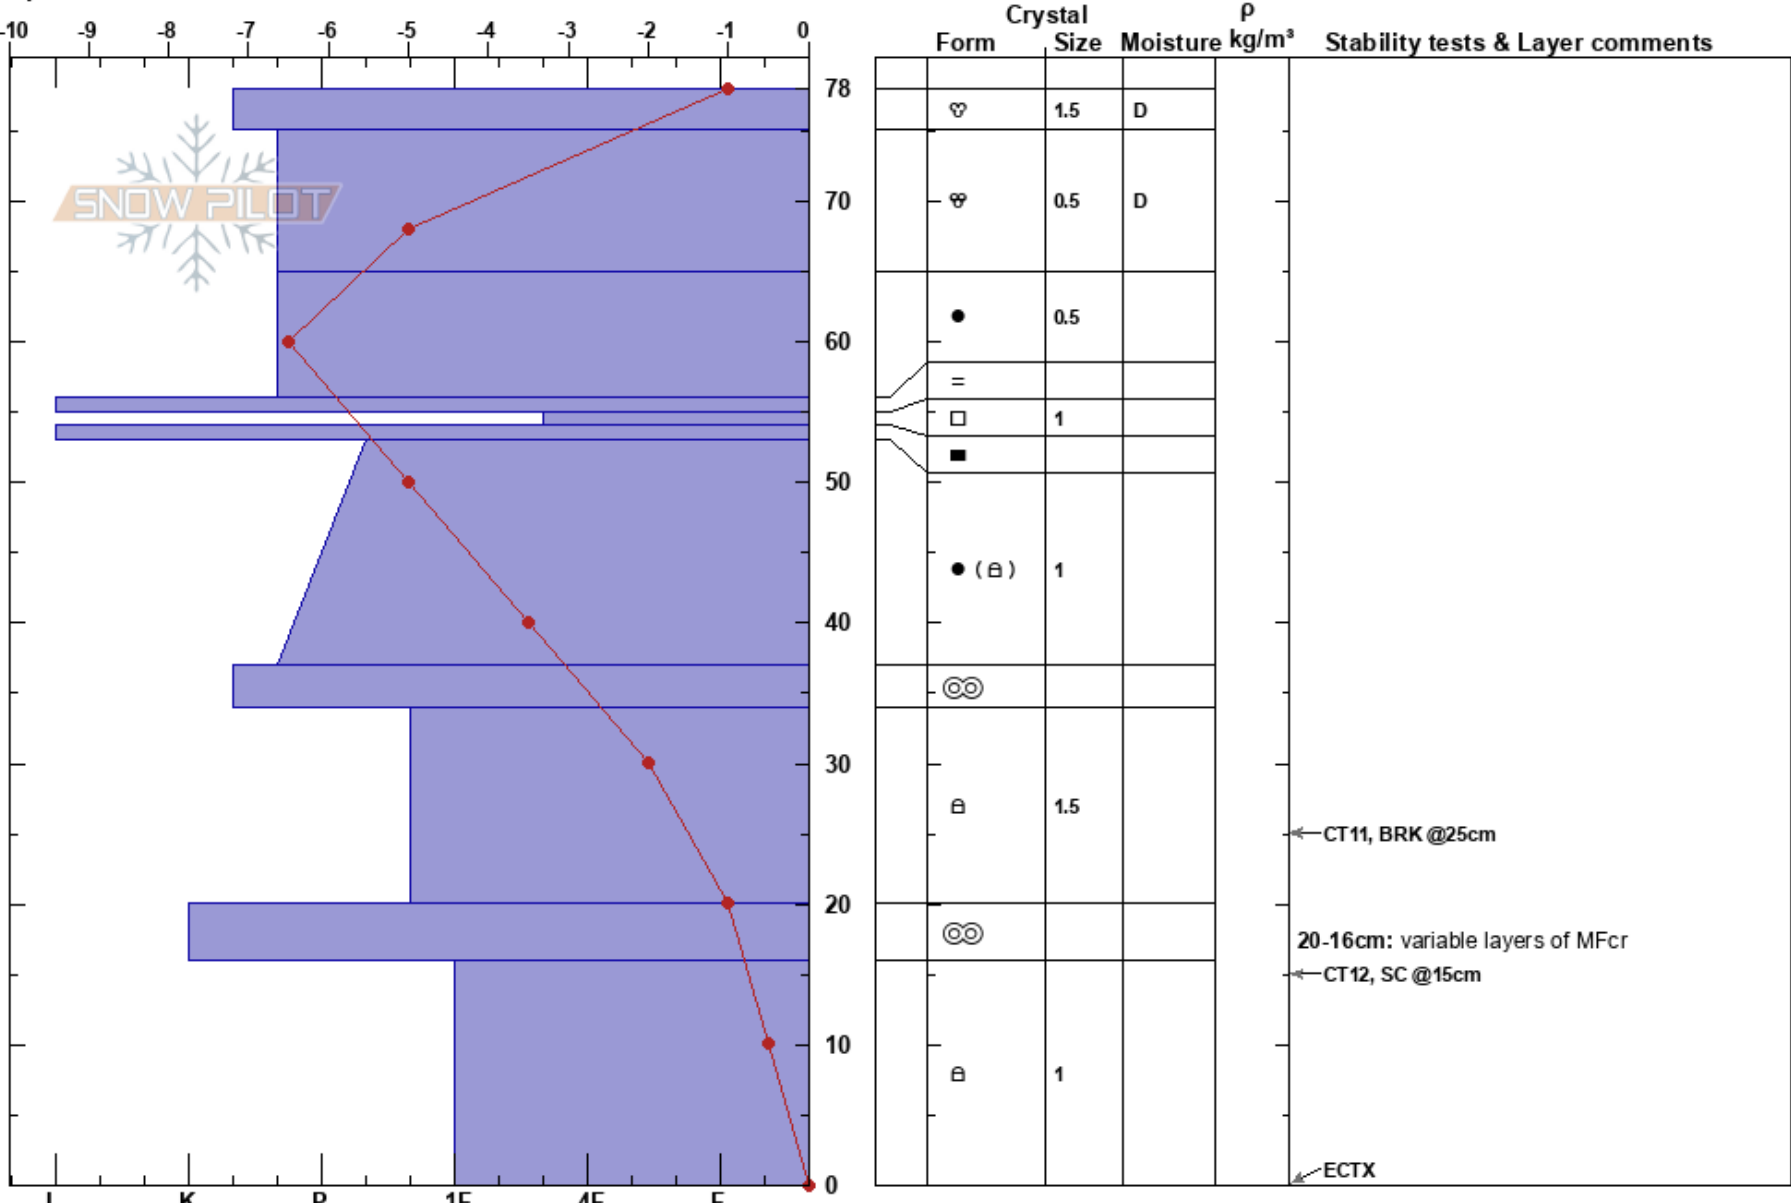 -10 -9 -8 -7 -6 -5 -4 -3 -2 -1 0
Crystal ρ
Form Size Moisture kg/m³ Stability tests & Layer comments
78
1.5 D
SNOW PILOT
70
0.5 D
0.5
60
=
1
50
( ) 1
40
30
1.5
CT11, BRK @25cm
20
20-16cm: variable layers of MFcr
CT12, SC @15cm
10
1
ECTX
0
I K P 1F 4F F